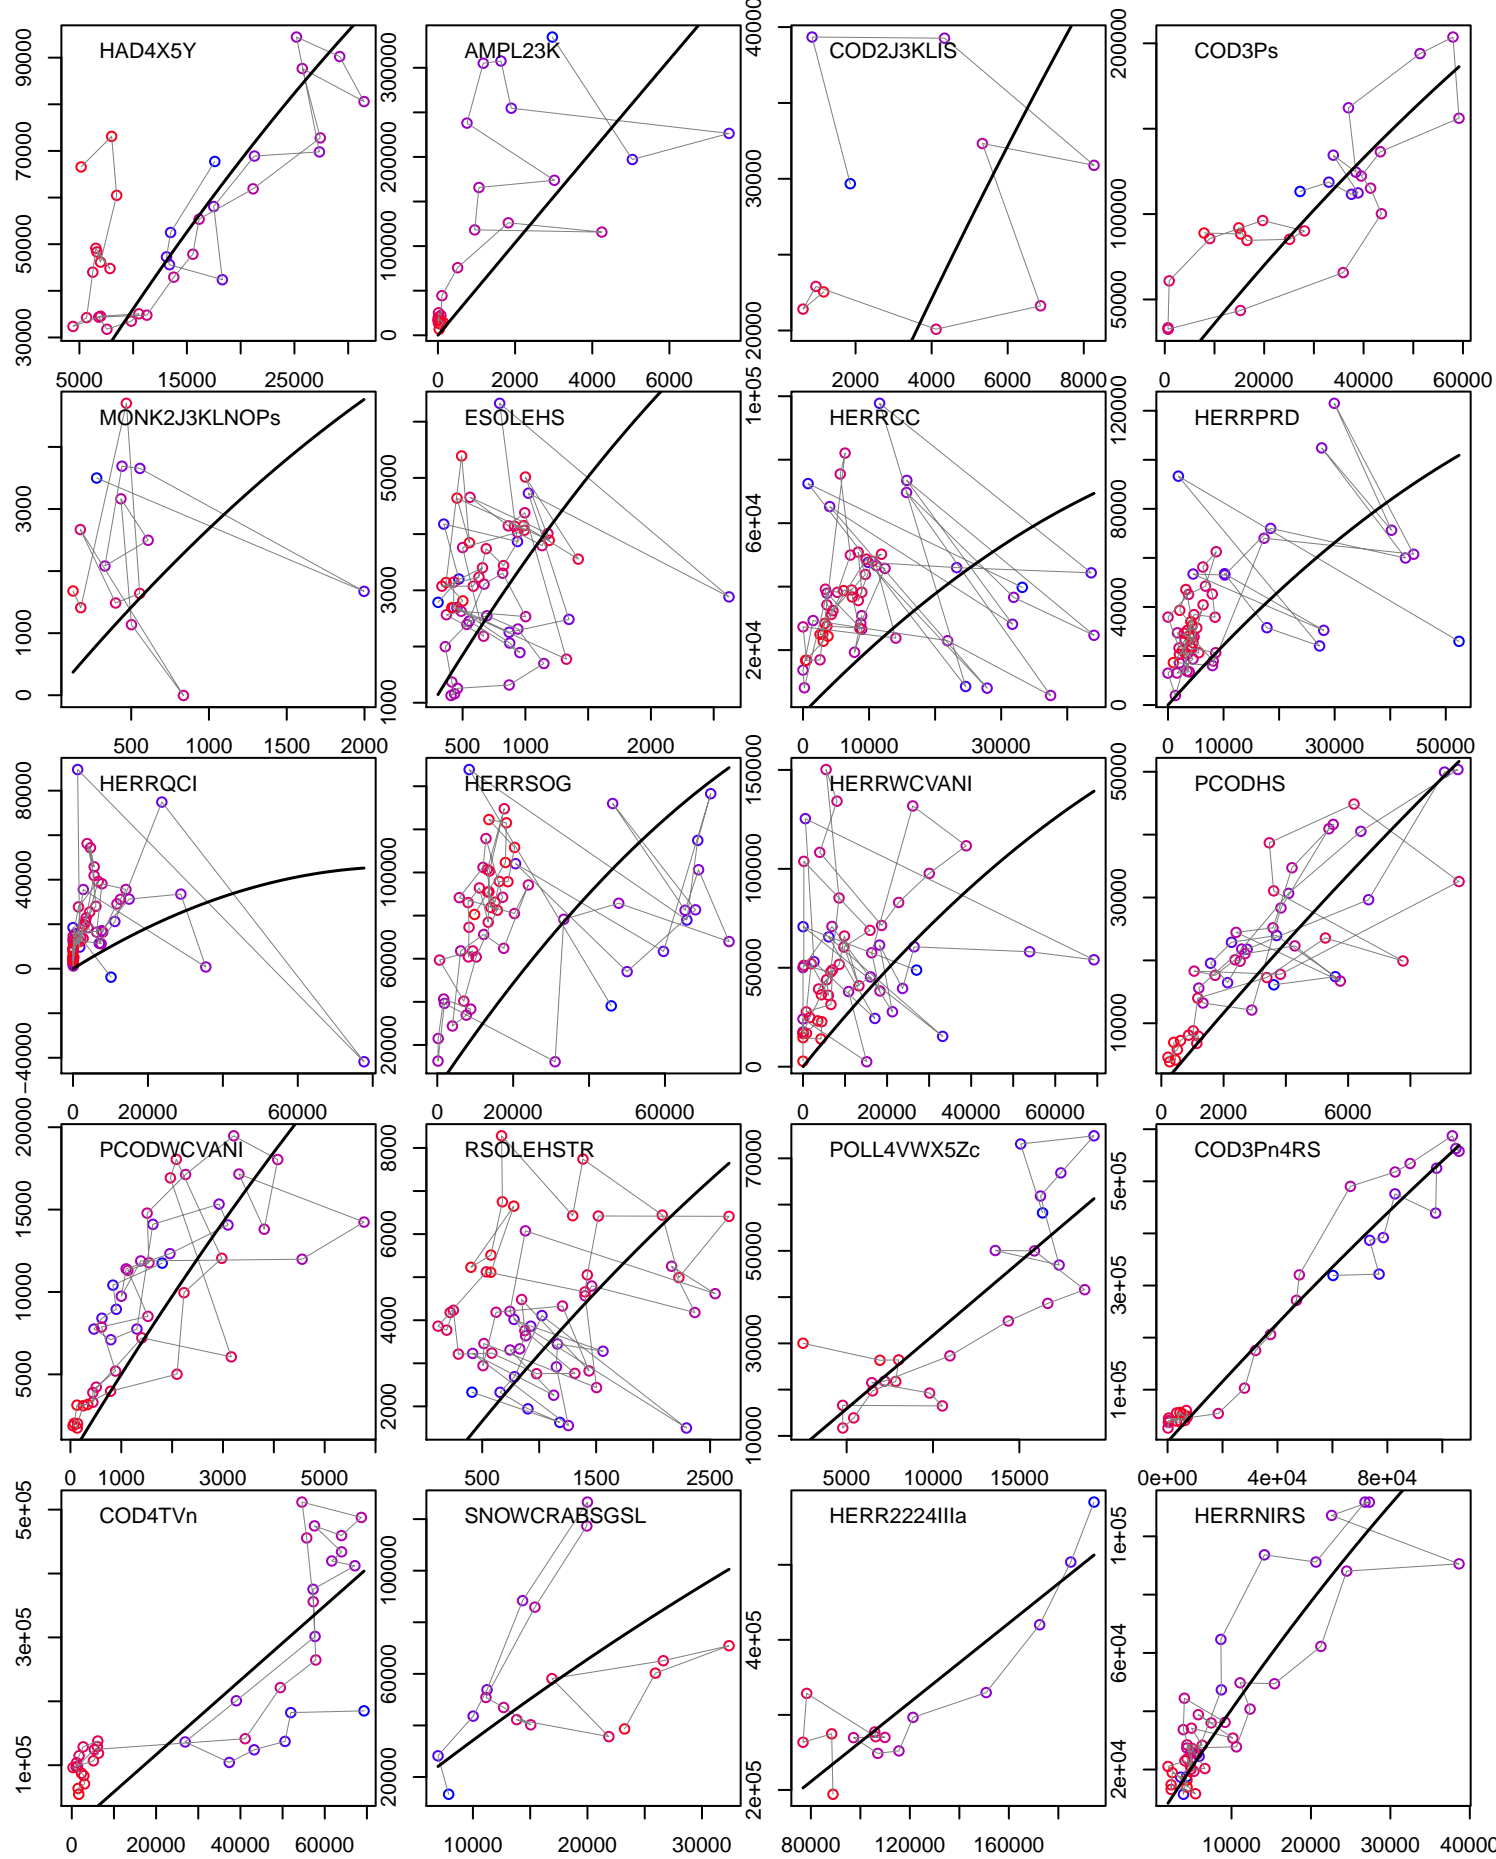 HAD4X5Y
30000 50000 70000 90000
5000 15000 25000
AMPL23K
0 100000 200000 300000
0 2000 4000 6000
COD2J3KLIS
20000 30000 40000
2000 4000 6000 8000
COD3Ps
50000 100000 200000
0 20000 40000 60000
MONK2J3KLNOPs
0 1000 3000
500 1000 2000
ESOLEHS
1000 3000 5000
500 1000 2000
HERRCC
2e+04 6e+04 1e+05
0 10000 30000
HERRPRD
0 40000 80000 120000
0 10000 30000 50000
HERRQCI
-40000 0 40000 80000
0 20000 60000
HERRSOG
20000 60000 100000
0 20000 60000
HERRWCVANI
0 50000 100000 150000
0 20000 40000 60000
PCODHS
10000 30000 50000
0 2000 6000
PCODWCVANI
5000 10000 15000 20000
0 1000 3000 5000
RSOLEHSTR
2000 4000 6000 8000
500 1500 2500
POLL4VWX5Zc
10000 30000 50000 70000
5000 10000 15000
COD3Pn4RS
1e+05 3e+05 5e+05
0e+00 4e+04 8e+04
COD4TVn
1e+05 3e+05 5e+05
0 20000 40000 60000
SNOWCRABSGSL
20000 60000 100000
10000 20000 30000
HERR2224IIIa
2e+05 4e+05
80000 120000 160000
HERRNIRS
2e+04 6e+04 1e+05
10000 20000 30000